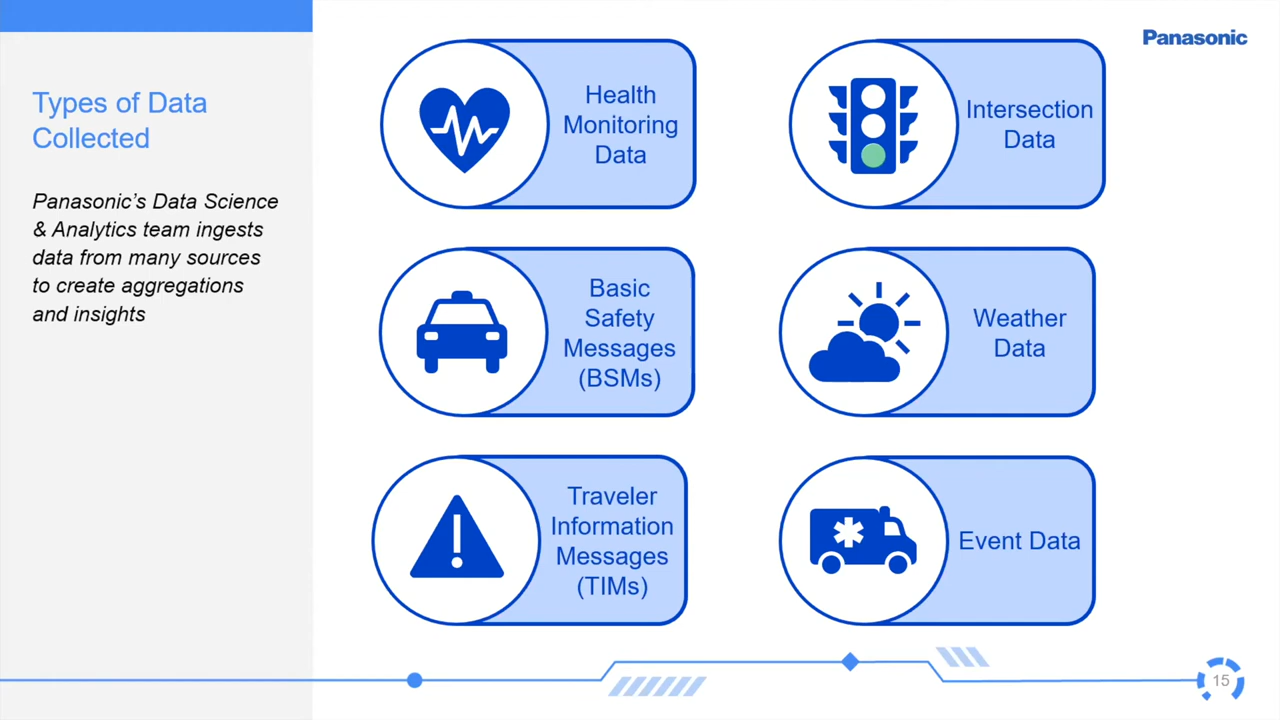 Types of Data
Collected
Panasonic’s Data Science
& Analytics team ingests
data from many sources
to create aggregations
and insights
Panasonic
Health
Monitoring
Data
Intersection
Data
Basic
Safety
Messages
(BSMs)
Weather
Data
Traveler
Information
Messages
(TIMs)
Event Data
15